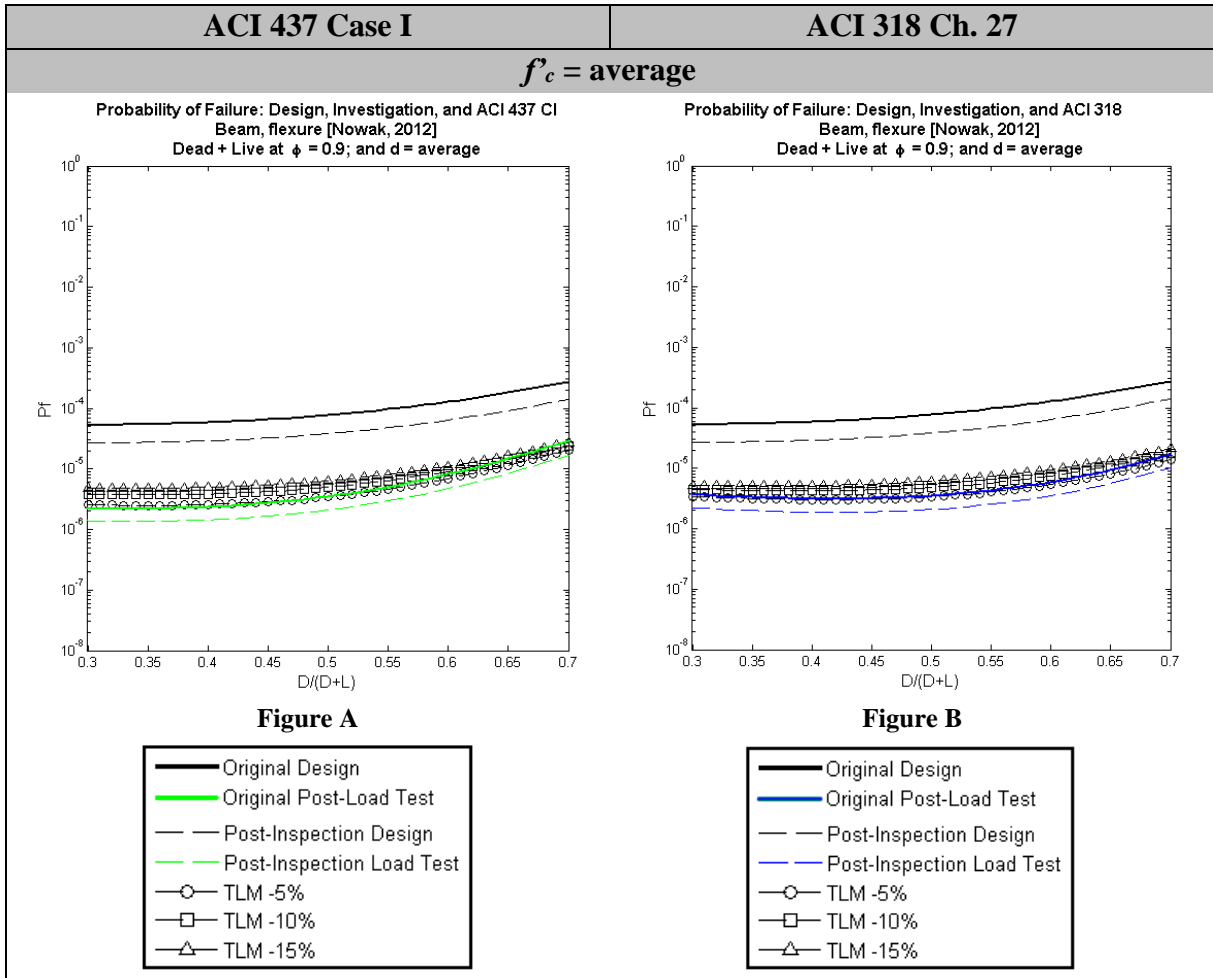 ACI 437 Case I
ACI 318 Ch. 27
f'c = average
Probability of Failure: Design, Investigation, and ACI 437 CI
Beam, flexure [Nowak, 2012]
Dead + Live at ϕ = 0.9; and d = average
10^0
10^-1
10^-2
10^-3
10^-4
10^-5
10^-6
10^-7
10^-8
Pf
0.3 0.35 0.4 0.45 0.5 0.55 0.6 0.65 0.7
D/(D+L)
Figure A
Original Design
Original Post-Load Test
Post-Inspection Design
Post-Inspection Load Test
TLM -5%
TLM -10%
TLM -15%
Probability of Failure: Design, Investigation, and ACI 318
Beam, flexure [Nowak, 2012]
Dead + Live at ϕ = 0.9; and d = average
10^0
10^-1
10^-2
10^-3
10^-4
10^-5
10^-6
10^-7
10^-8
Pf
0.3 0.35 0.4 0.45 0.5 0.55 0.6 0.65 0.7
D/(D+L)
Figure B
Original Design
Original Post-Load Test
Post-Inspection Design
Post-Inspection Load Test
TLM -5%
TLM -10%
TLM -15%